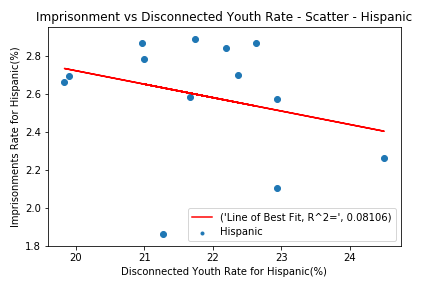 Imprisonment vs Disconnected Youth Rate - Scatter - Hispanic
Imprisonments Rate for Hispanic(%)
2.8
2.6
2.4
2.2
2.0
1.8
('Line of Best Fit, R^2=', 0.08106)
Hispanic
20 21 22 23 24
Disconnected Youth Rate for Hispanic(%)